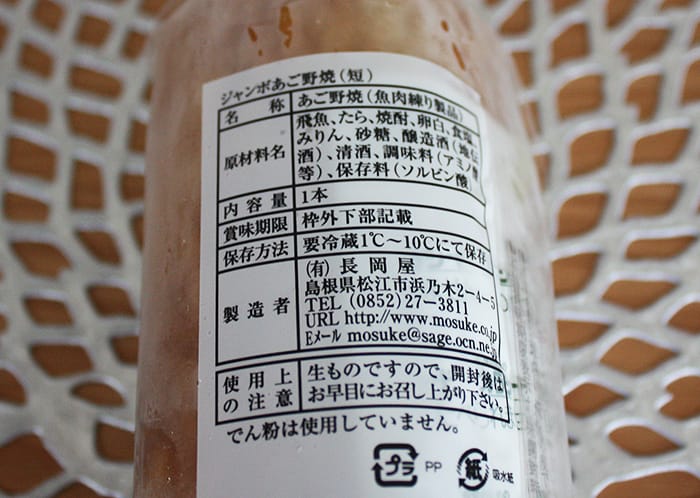 ジャンボあご野焼(短)
名称 あご野焼(魚肉練り製品)
原材料名 飛魚、たら、焼酎、卵白、食塩、
みりん、砂糖、醸造酒(地伝
酒)、清酒、調味料(アミノ酸
等)、保存料(ソルビン酸)
内容量 1本
賞味期限 枠外下部記載
保存方法 要冷蔵1℃〜10℃にて保存
製造者 (有)長岡屋
島根県松江市浜乃木2-4-5
TEL (0852)27-3811
URL http://www.mosuke.co.jp
Eメール mosuke@sage.ocn.ne.
使用上の注意 生ものですので、開封後は
お早目にお召し上がり下さい。
でん粉は使用していません。
プラ PP 紙 吸水紙